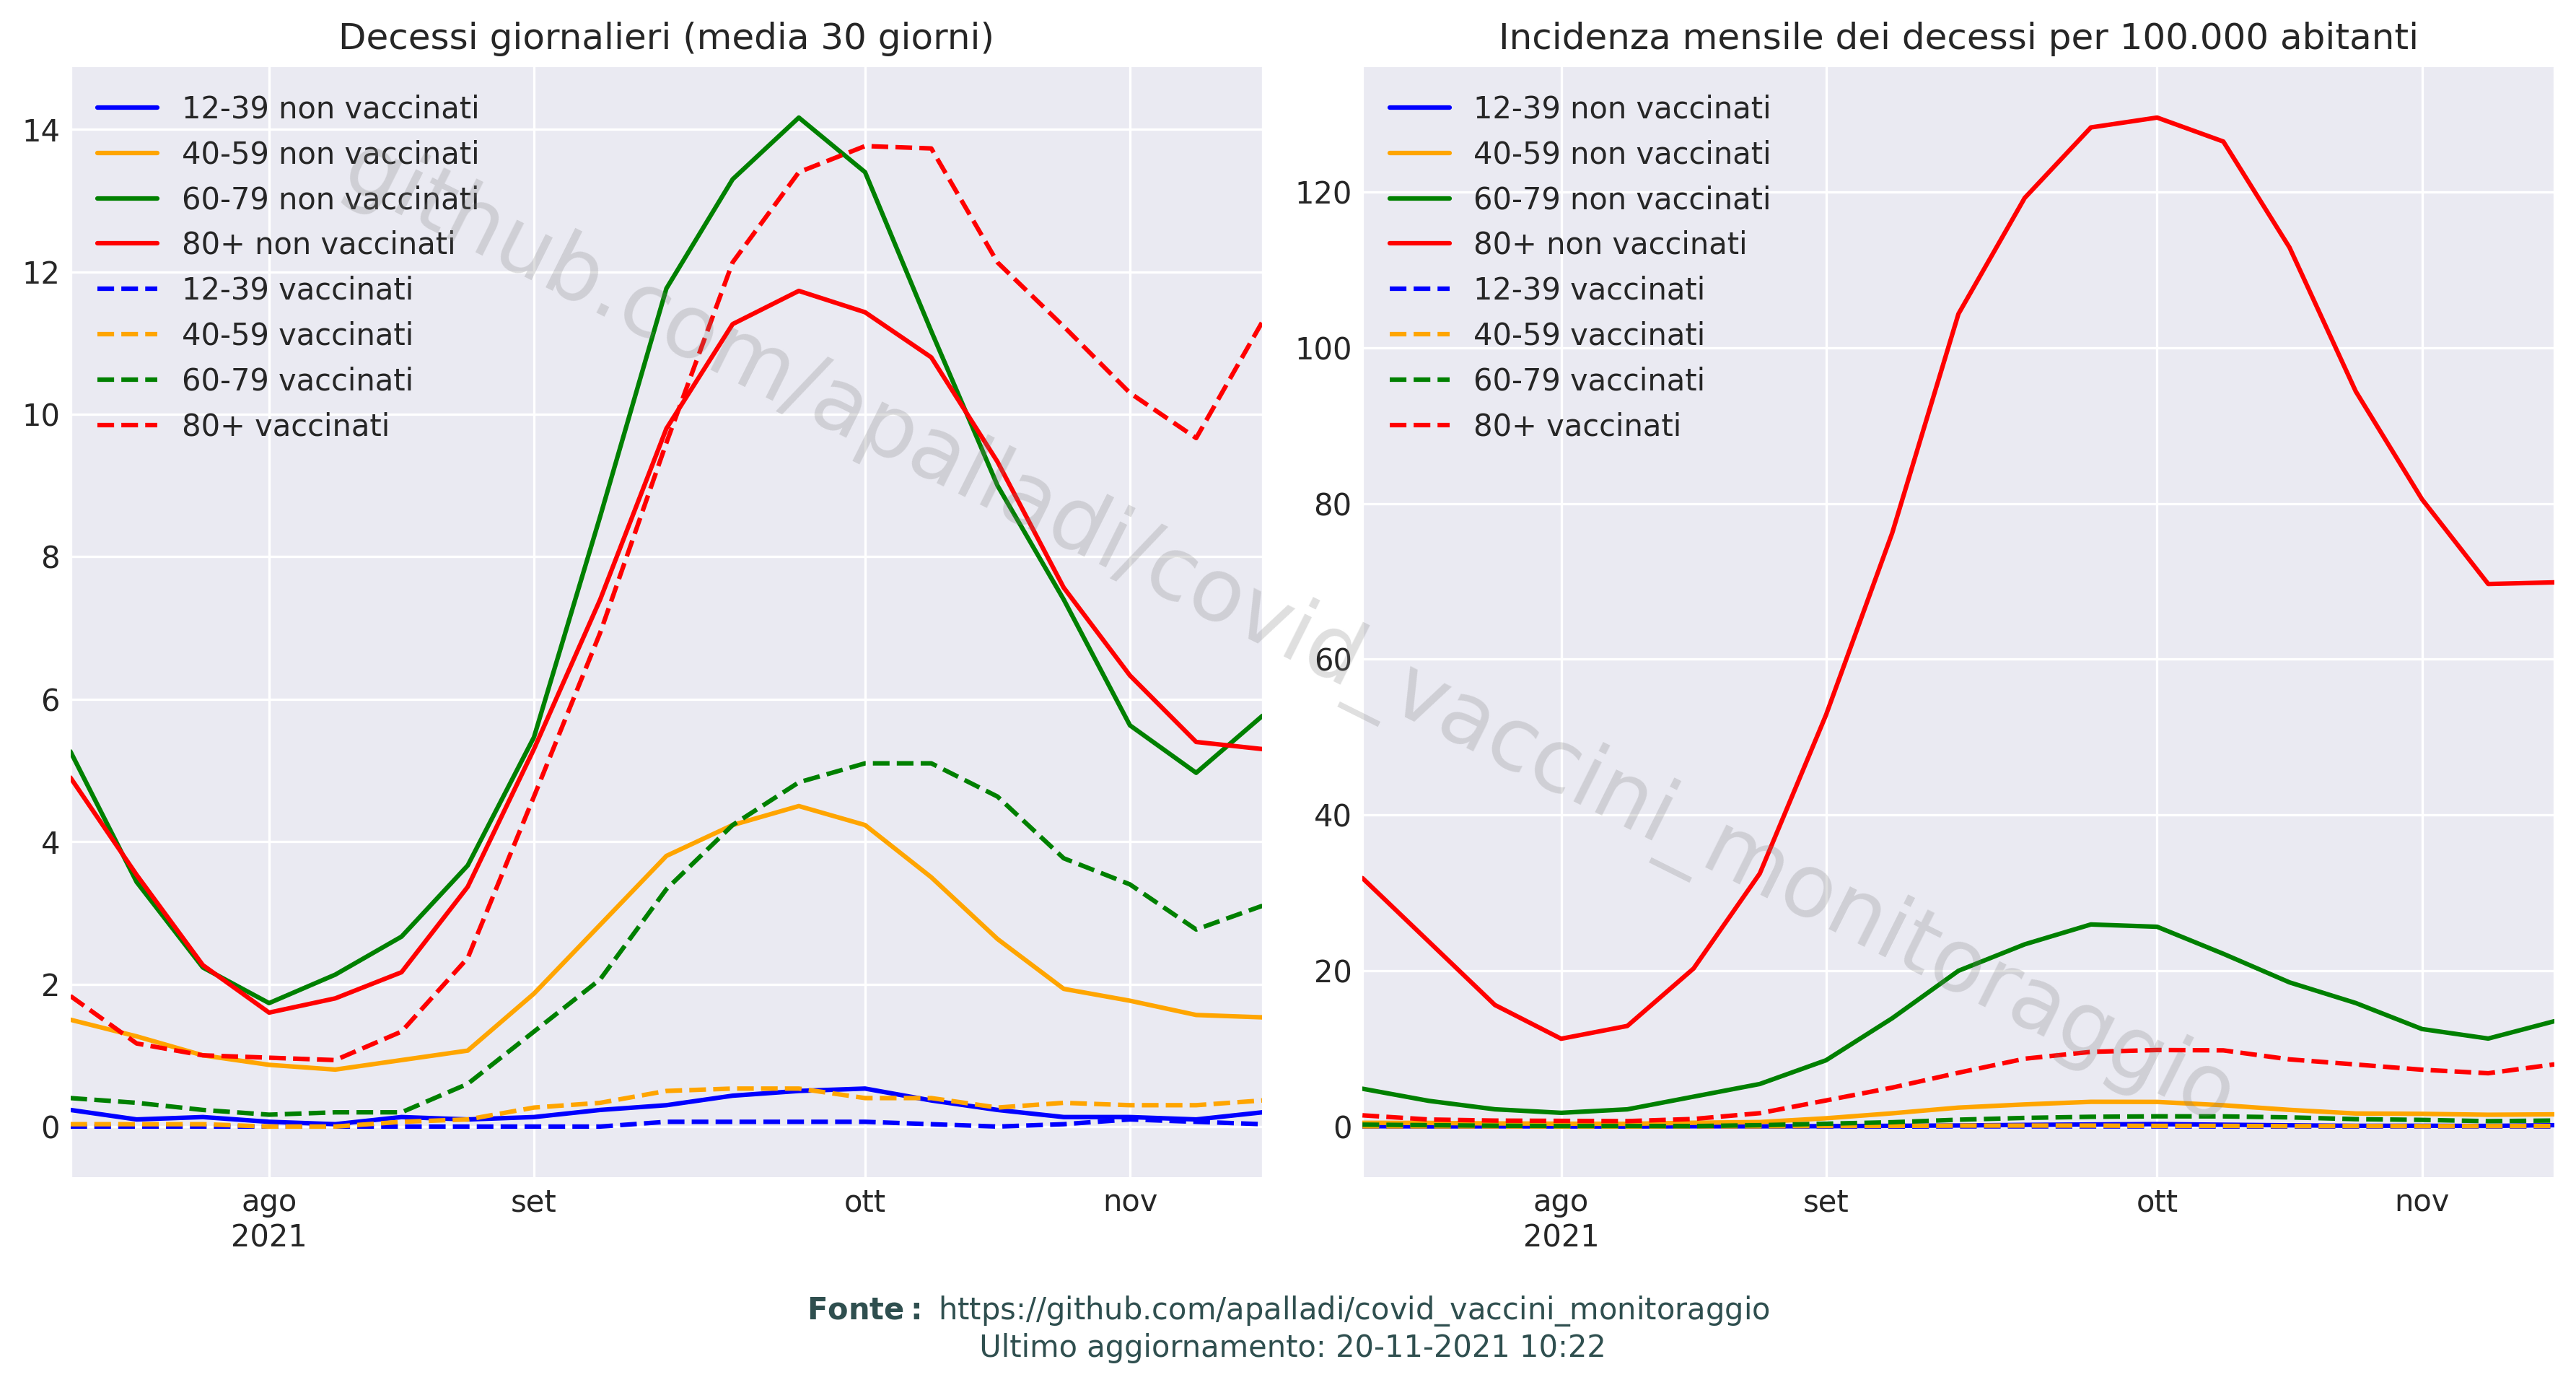 Decessi giornalieri (media 30 giorni)
14
12
10
8
6
4
2
0
12-39 non vaccinati
40-59 non vaccinati
60-79 non vaccinati
80+ non vaccinati
12-39 vaccinati
40-59 vaccinati
60-79 vaccinati
80+ vaccinati
ago
2021
set
ott
nov
Incidenza mensile dei decessi per 100.000 abitanti
120
100
80
60
40
20
0
12-39 non vaccinati
40-59 non vaccinati
60-79 non vaccinati
80+ non vaccinati
12-39 vaccinati
40-59 vaccinati
60-79 vaccinati
80+ vaccinati
ago
2021
set
ott
nov
github.com/apalladi/covid_vaccini_monitoraggio
Fonte: https://github.com/apalladi/covid_vaccini_monitoraggio
Ultimo aggiornamento: 20-11-2021 10:22